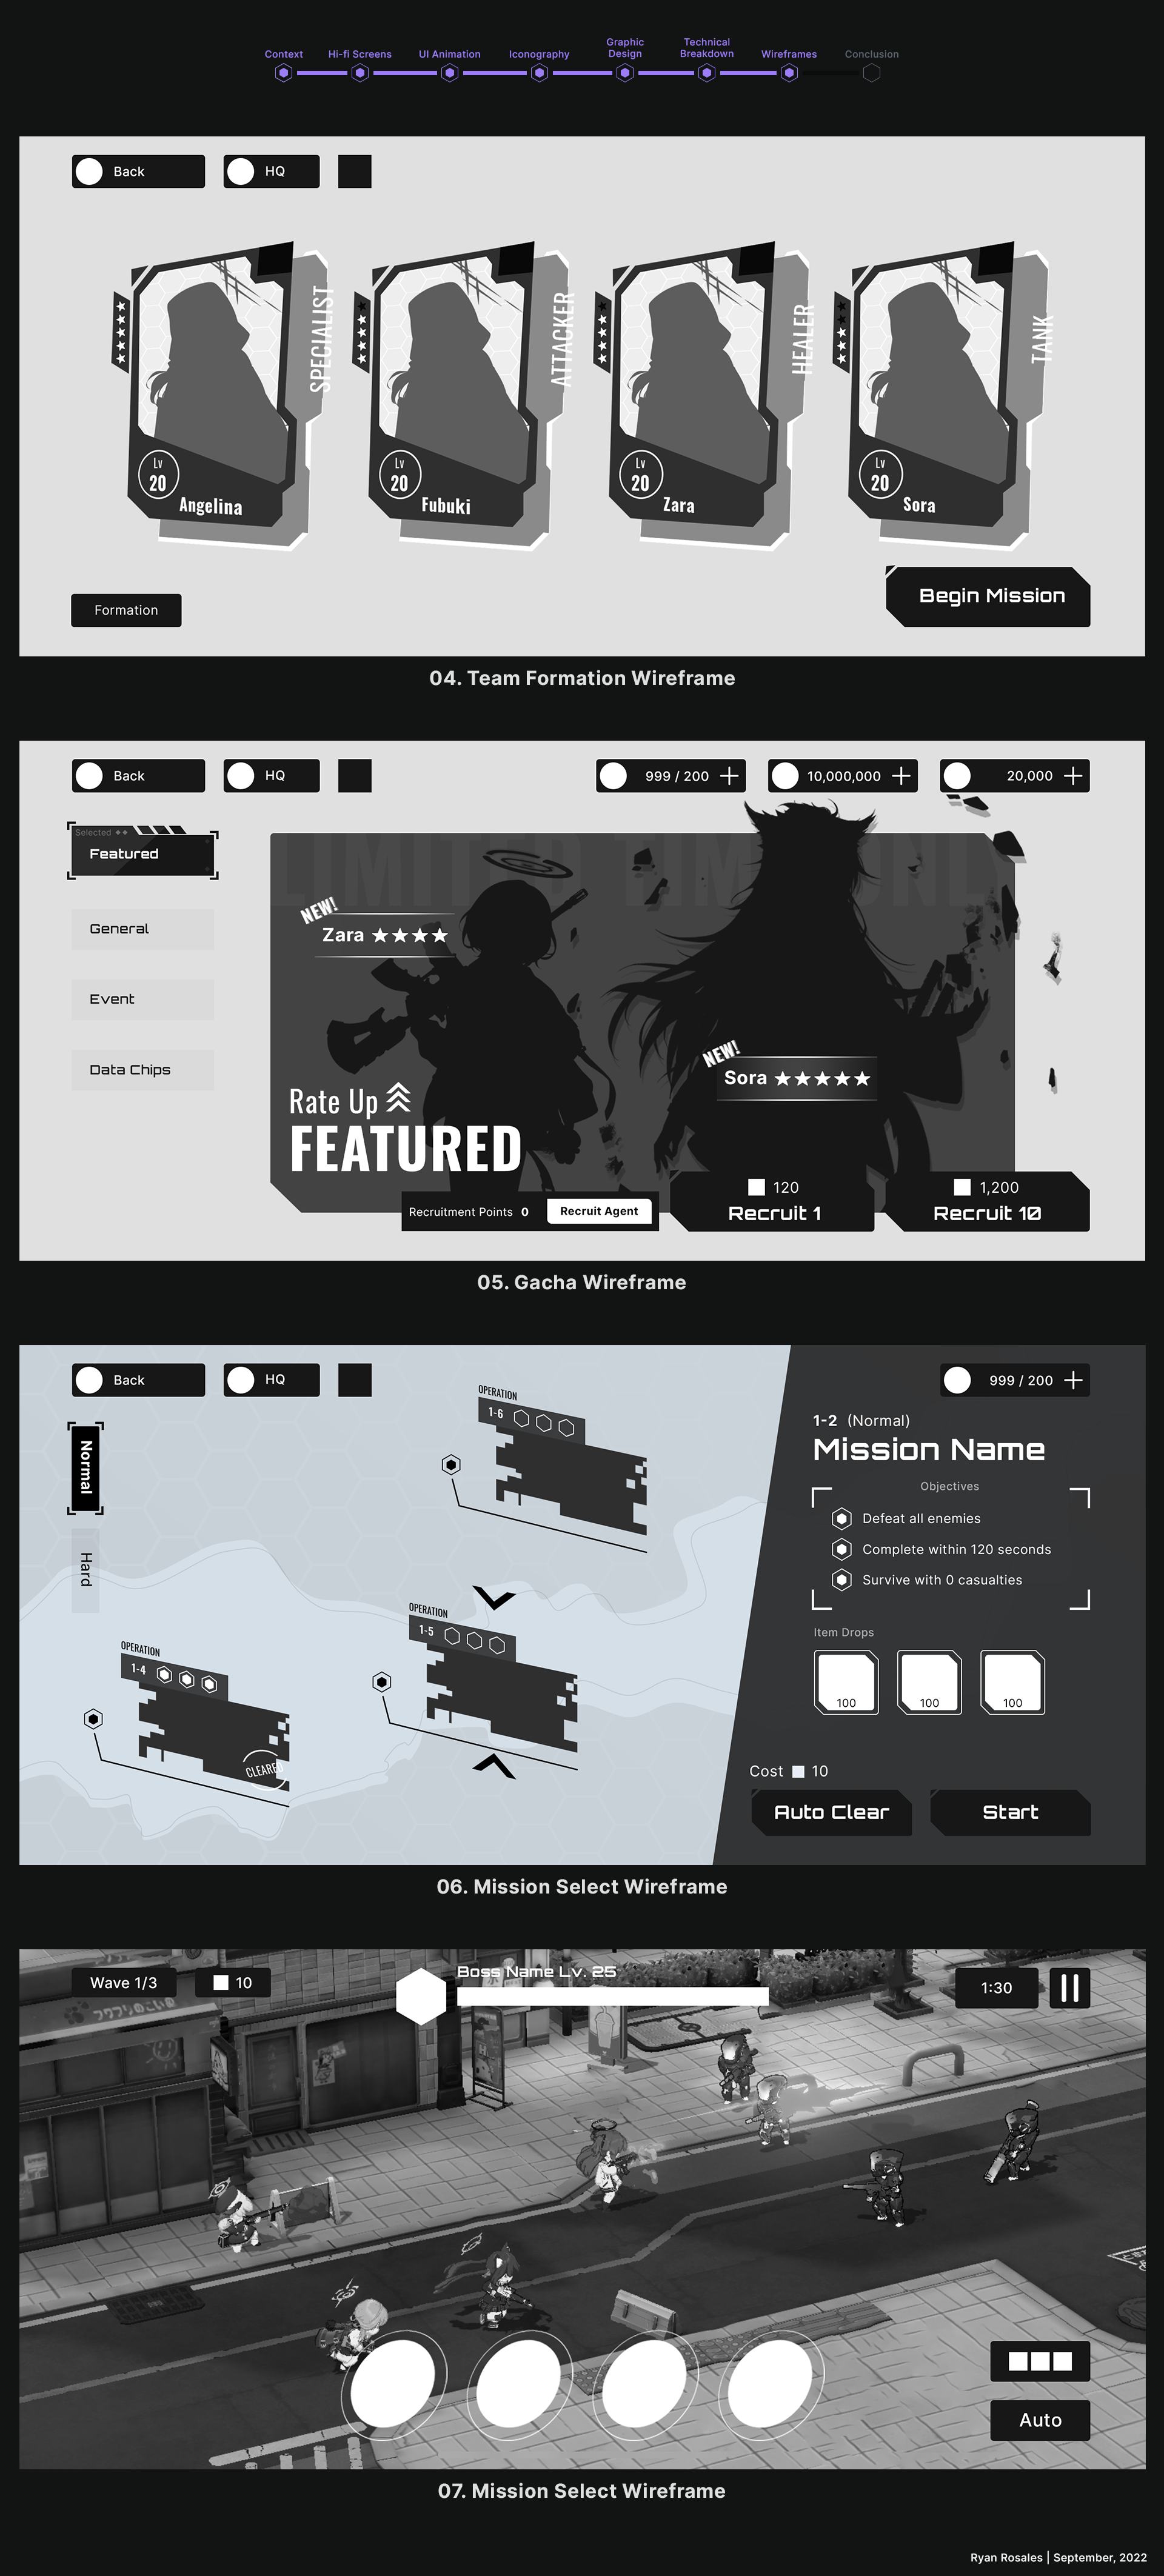 Context
Hi-fi Screens
UI Animation
Iconography
Graphic
Design
Technical
Breakdown
Wireframes
Conclusion
Back
HQ
SPECIALIST
ATTACKER
HEALER
TANK
Lv
20
Angelina
Lv
20
Fubuki
Lv
20
Zara
Lv
20
Sora
Formation
Begin Mission
04. Team Formation Wireframe
Back
HQ
999 / 200
10,000,000
20,000
Selected
Featured
General
Event
Data Chips
LIMITED TIME ONLY
NEW!
Zara
NEW!
Sora
Rate Up
FEATURED
Recruitment Points 0
Recruit Agent
120
Recruit 1
1,200
Recruit 10
05. Gacha Wireframe
Back
HQ
999 / 200
Normal
Hard
OPERATION
1-6
OPERATION
1-5
OPERATION
1-4
CLEARED
1-2 (Normal)
Mission Name
Objectives
Defeat all enemies
Complete within 120 seconds
Survive with 0 casualties
Item Drops
100
100
100
Cost 10
Auto Clear
Start
06. Mission Select Wireframe
Wave 1/3
10
Boss Name Lv. 25
1:30
Auto
07. Mission Select Wireframe
Ryan Rosales | September, 2022